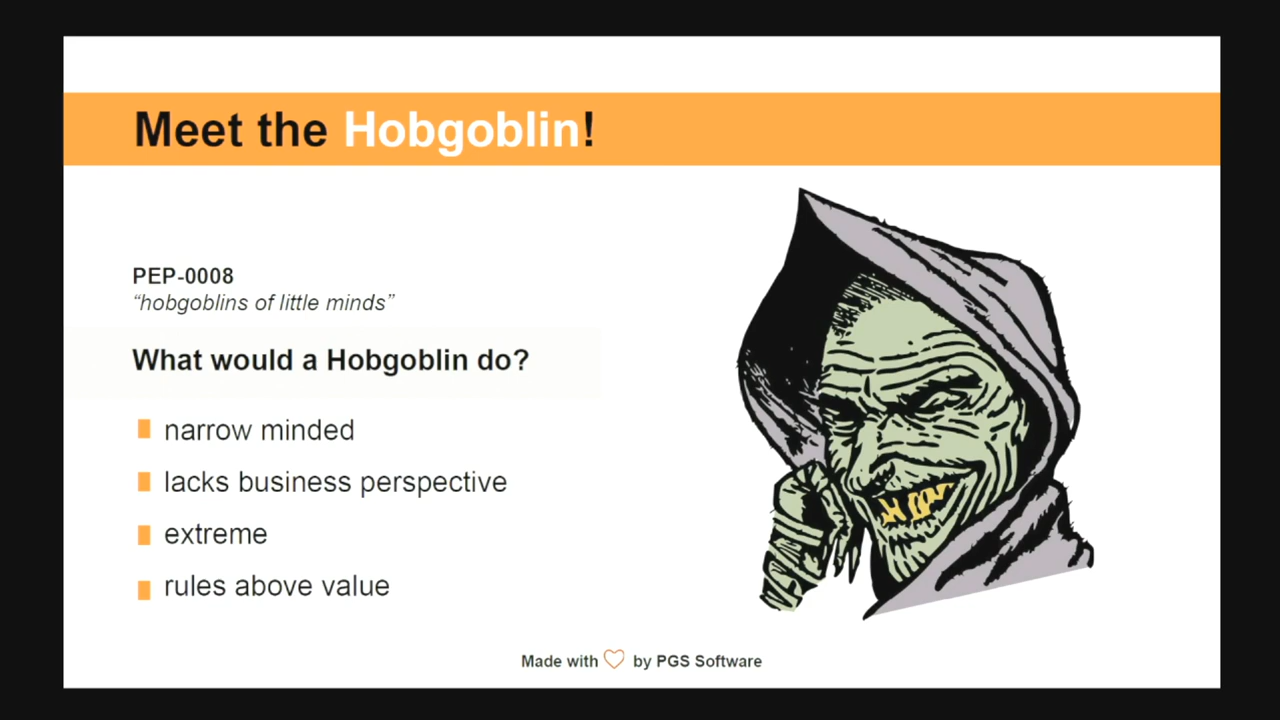 Meet the Hobgoblin!
PEP-0008
“hobgoblins of little minds”
What would a Hobgoblin do?
narrow minded
lacks business perspective
extreme
rules above value
Made with by PGS Software